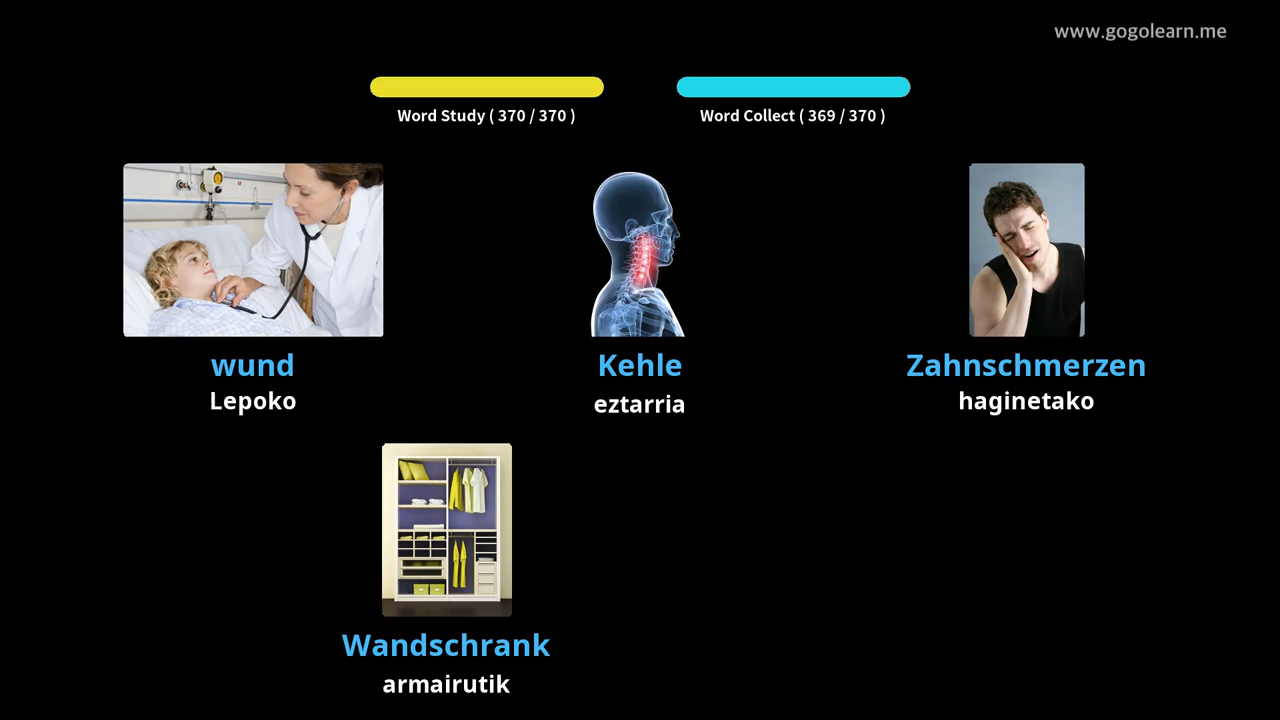 www.gogolearn.me
Word Study ( 370 / 370 )
Word Collect ( 369 / 370 )
wund
Lepoko
Kehle
eztarria
Zahnschmerzen
haginetako
Wandschrank
armairutik